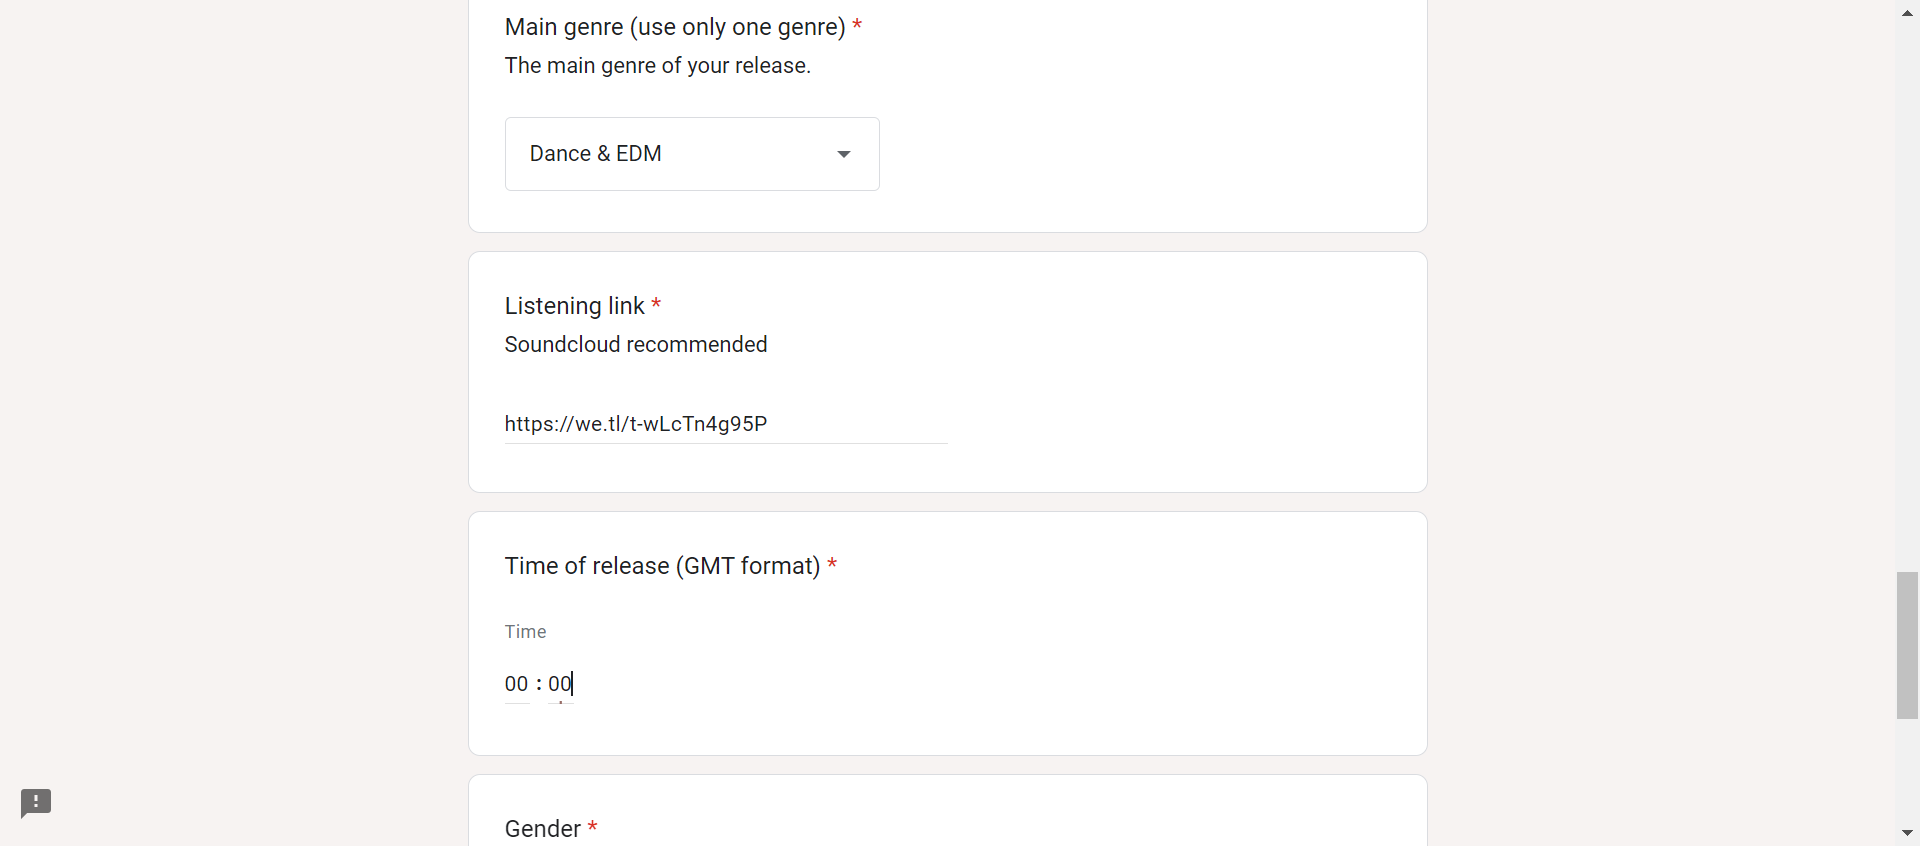 Main genre (use only one genre) *
The main genre of your release.
Dance & EDM
Listening link *
Soundcloud recommended
https://we.tl/t-wLcTn4g95P
Time of release (GMT format) *
Time
00 : 00
Gender *